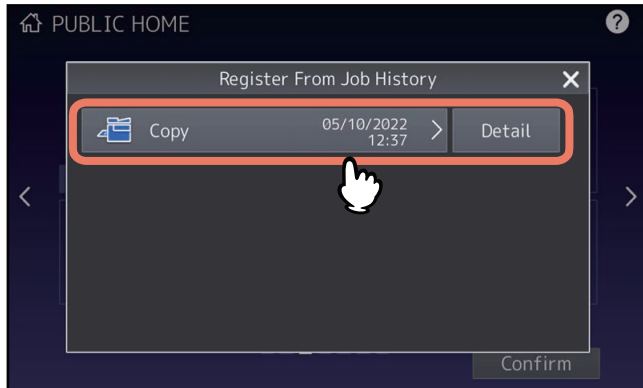 PUBLIC HOME
?
Register From Job History
Copy
05/10/2022
12:37
Detail
Confirm